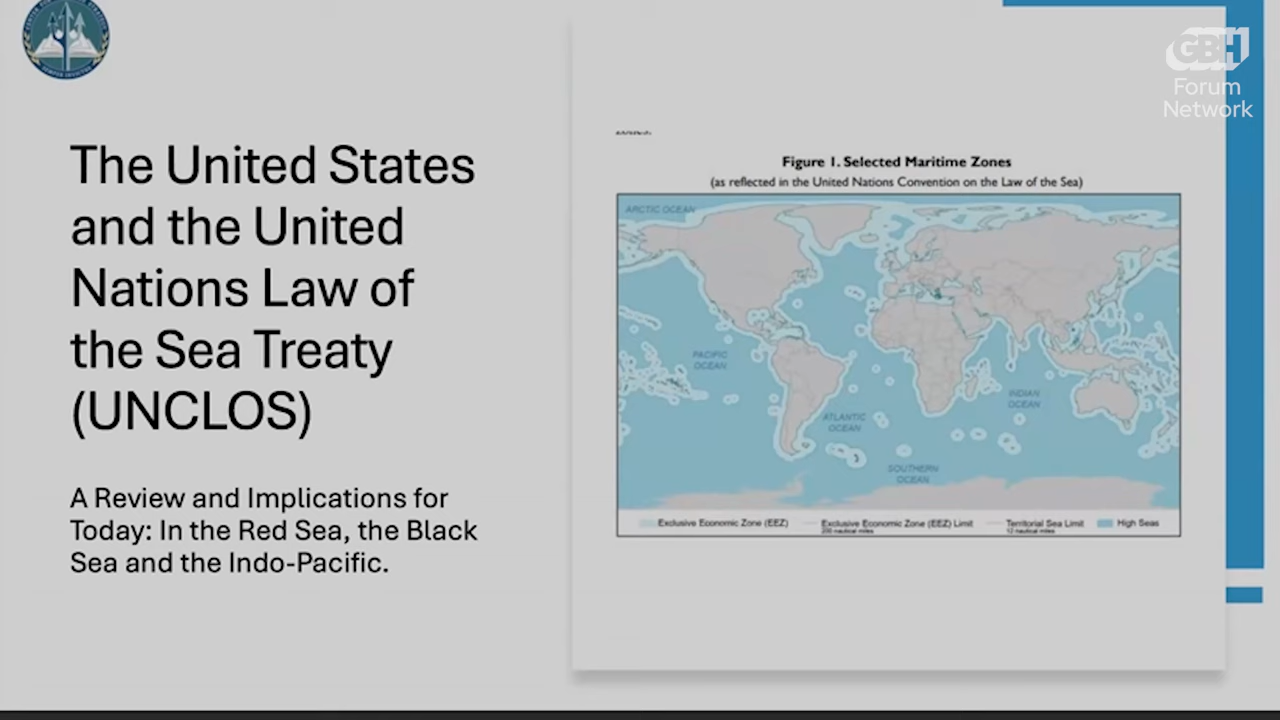 GBH
Forum
Network
The United States
and the United
Nations Law of
the Sea Treaty
(UNCLOS)
A Review and Implications for
Today: In the Red Sea, the Black
Sea and the Indo-Pacific.
Figure 1. Selected Maritime Zones
(as reflected in the United Nations Convention on the Law of the Sea)
ARCTIC OCEAN
PACIFIC
OCEAN
ATLANTIC
OCEAN
INDIAN
OCEAN
SOUTHERN
OCEAN
Exclusive Economic Zone (EEZ)
Exclusive Economic Zone (EEZ) Limit
200 nautical miles
Territorial Sea Limit
12 nautical miles
High Seas